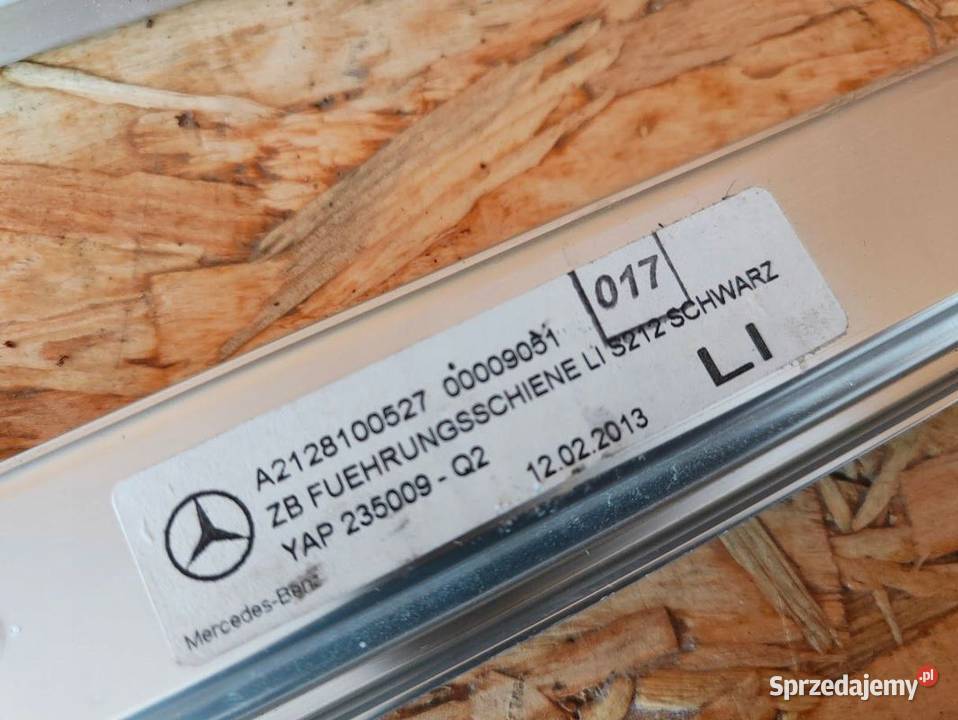 017
A2128100527 00009051
ZB FUEHRUNGSSCHIENE LI S212 SCHWARZ
YAP 235009 - Q2 12.02.2013 LI
Mercedes-Benz
Sprzedajemy.pl